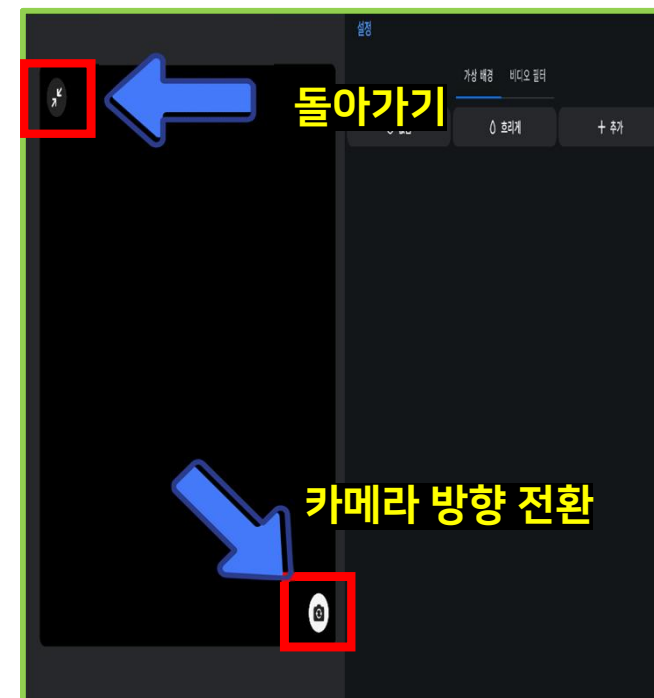 설정
가상 배경 비디오 필터
돌아가기
흐리게
+ 추가
카메라 방향 전환